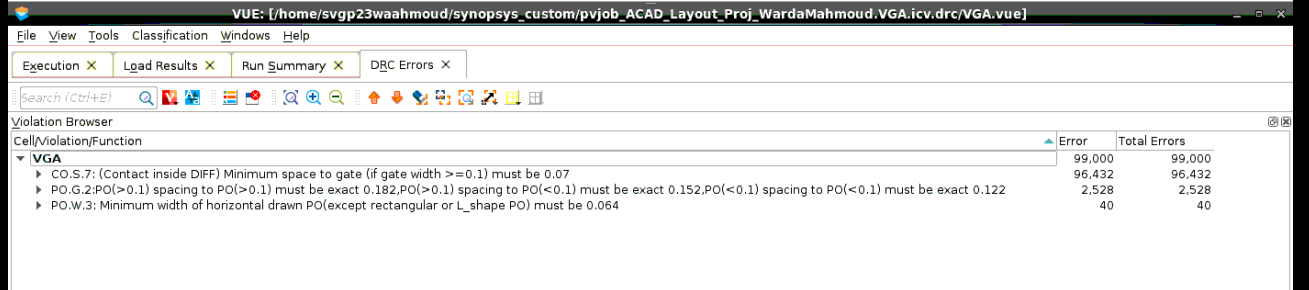 VUE: [/home/svgp23waahmoud/synopsys_custom/pvjob_ACAD_Layout_Proj_WardaMahmoud.VGA.icv.drc/VGA.vue]
File View Tools Classification Windows Help
Execution Load Results Run Summary DRC Errors
Search (Ctrl+E)
Violation Browser
Cell/Violation/Function Error Total Errors
VGA 99,000 99,000
CO.S.7: (Contact inside DIFF) Minimum space to gate (if gate width >=0.1) must be 0.07 96,432 96,432
PO.G.2:PO(>0.1) spacing to PO(>0.1) must be exact 0.182,PO(>0.1) spacing to PO(<0.1) must be exact 0.152,PO(<0.1) spacing to PO(<0.1) must be exact 0.122 2,528 2,528
PO.W.3: Minimum width of horizontal drawn PO(except rectangular or L_shape PO) must be 0.064 40 40